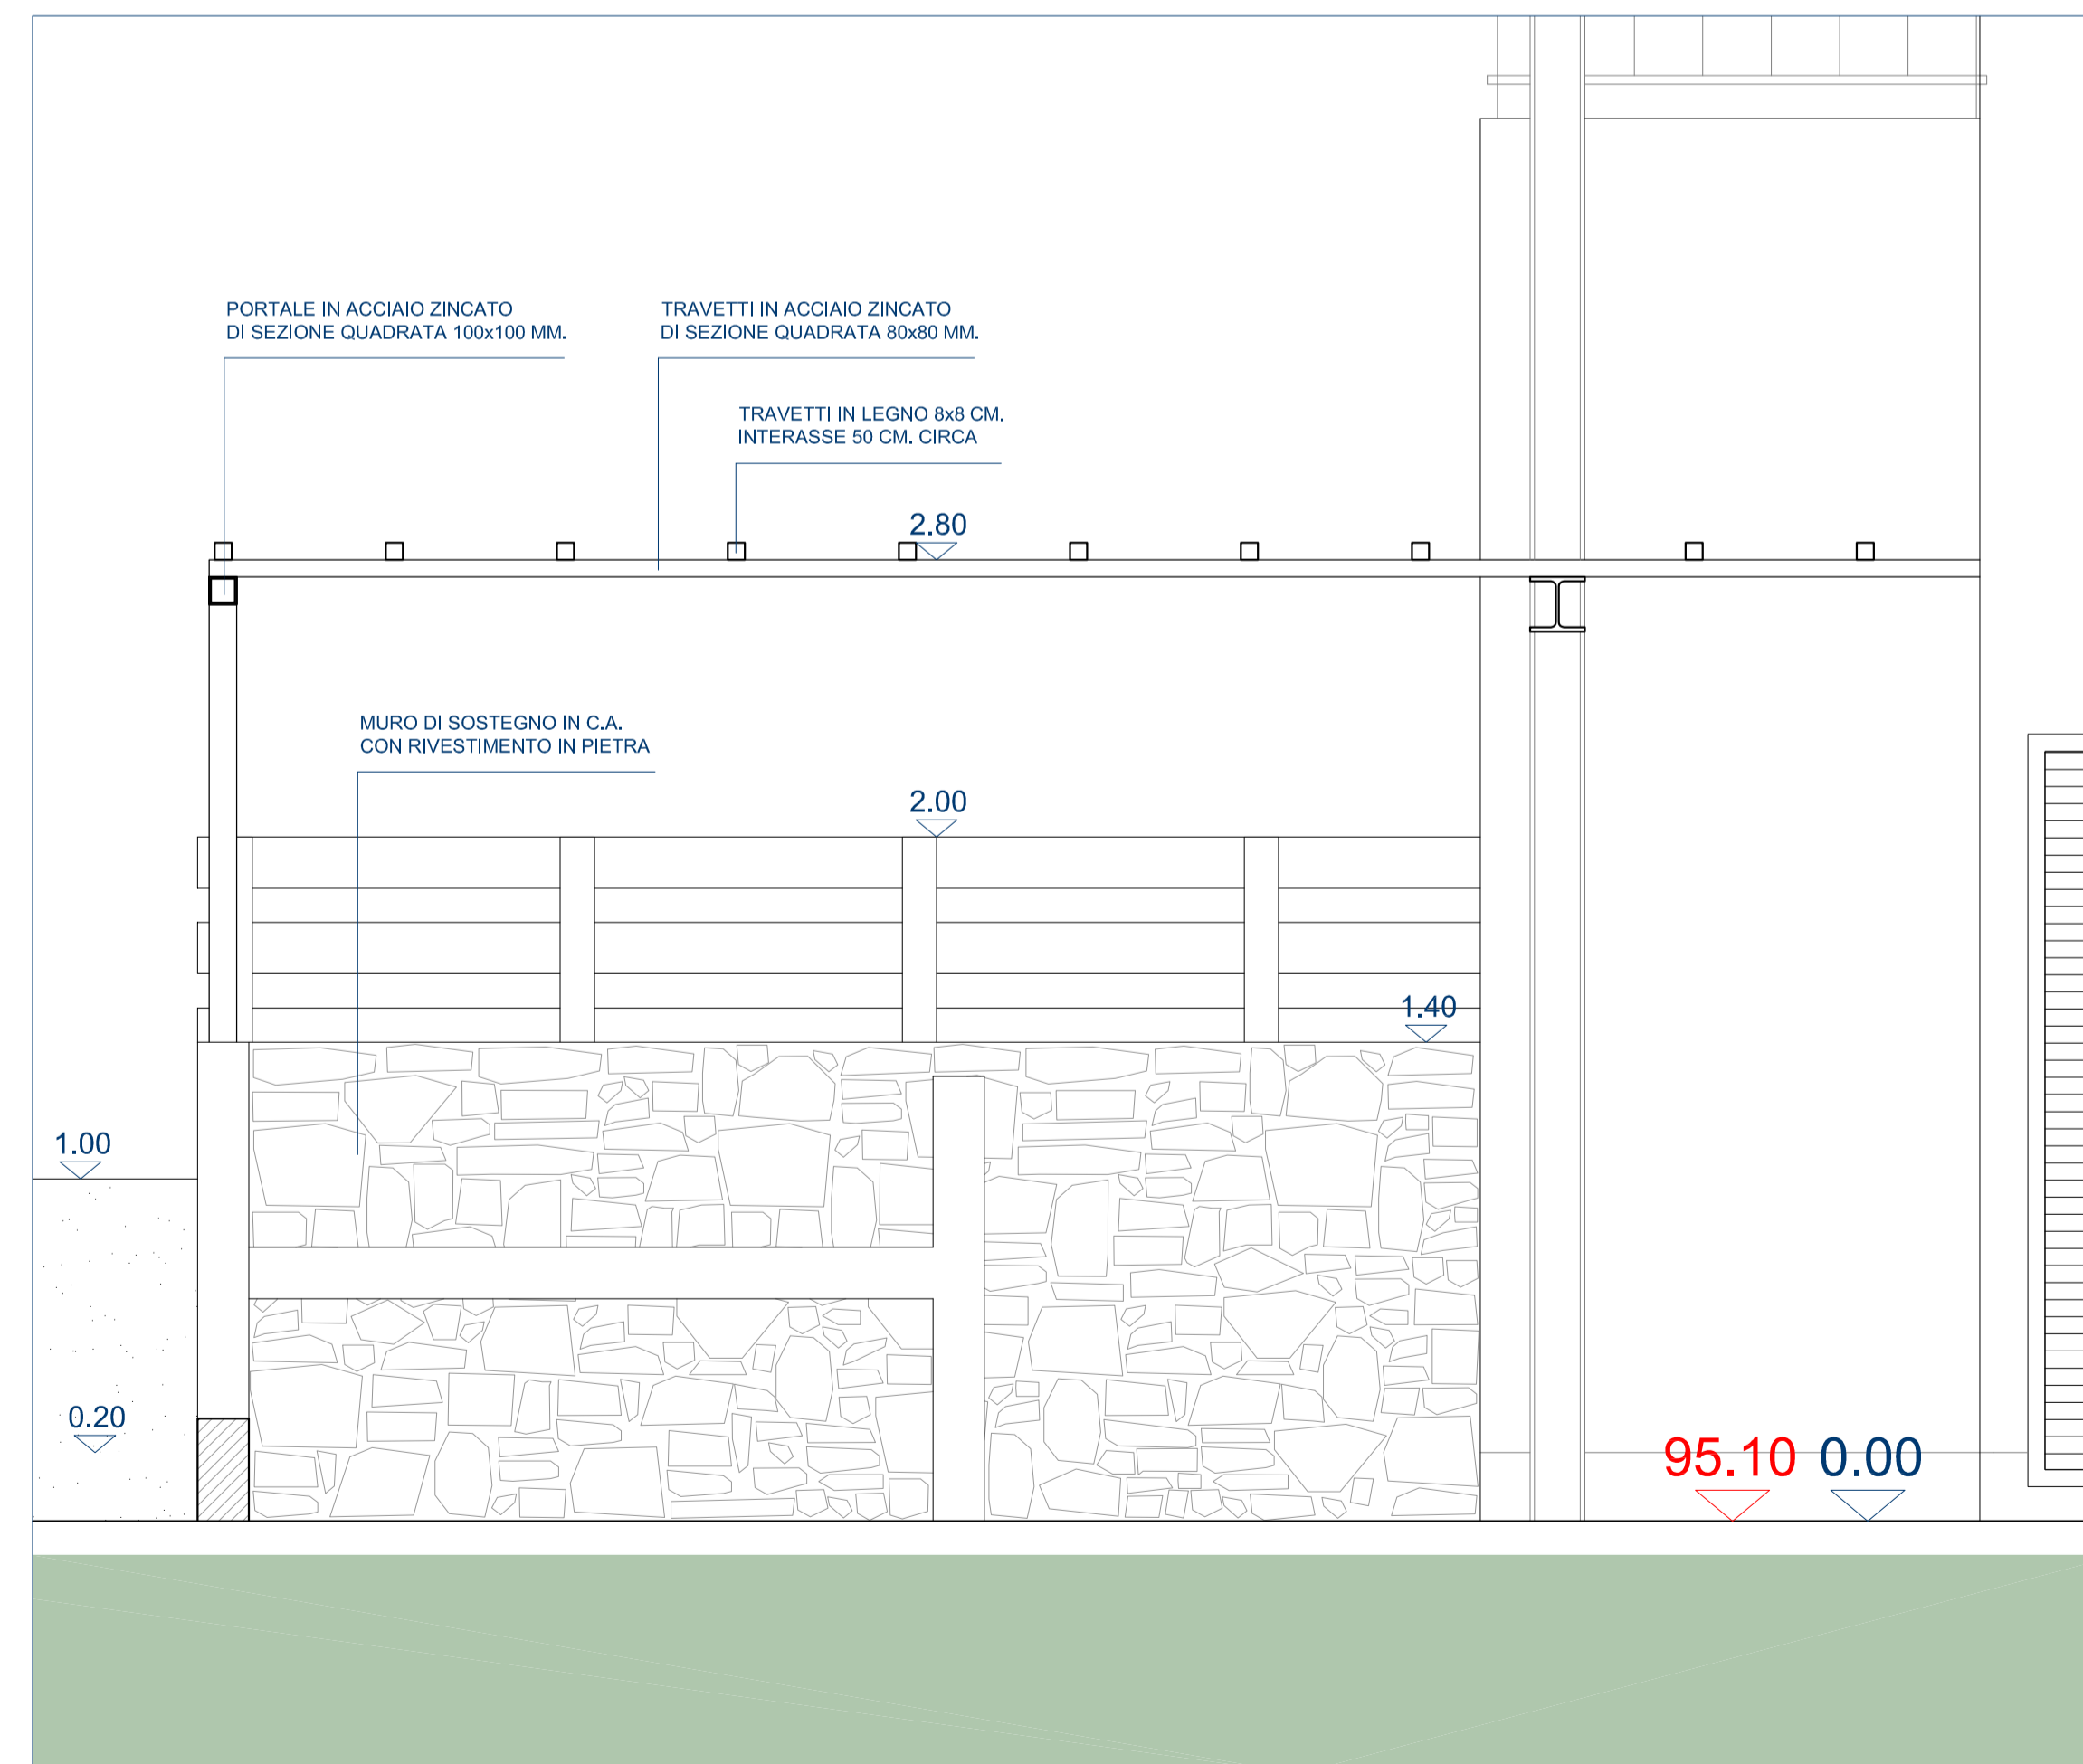 PORTALE IN ACCIAIO ZINCATO
DI SEZIONE QUADRATA 100x100 MM.
TRAVETTI IN ACCIAIO ZINCATO
DI SEZIONE QUADRATA 80x80 MM.
TRAVETTI IN LEGNO 8x8 CM.
INTERASSE 50 CM. CIRCA
2.80
MURO DI SOSTEGNO IN C.A.
CON RIVESTIMENTO IN PIETRA
2.00
1.40
1.00
0.20
95.10 0.00